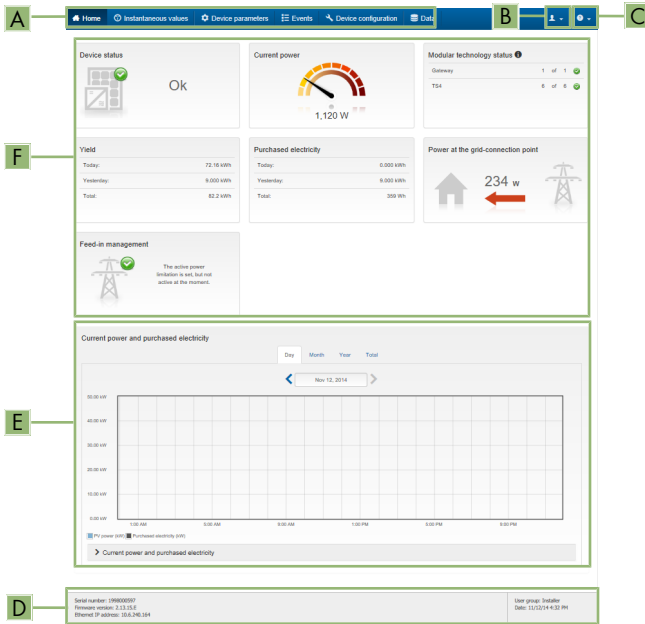 A
Home
Instantaneous values
Device parameters
Events
Device configuration
Data
B
C
Device status
Ok
Current power
1,120 W
Modular technology status
Gateway 1 of 1
TS4 6 of 6
F
Yield
Today: 72.16 kWh
Yesterday: 9.000 kWh
Total: 82.2 kWh
Purchased electricity
Today: 0.000 kWh
Yesterday: 9.000 kWh
Total: 359 Wh
Power at the grid-connection point
234 W
Feed-in management
The active power
limitation is set, but not
active at the moment.
Current power and purchased electricity
Day Month Year Total
Nov 12, 2014
E
50.00 kW
40.00 kW
30.00 kW
20.00 kW
10.00 kW
0.00 kW
1:00 AM 5:00 AM 9:00 AM 1:00 PM 5:00 PM 9:00 PM
PV power (kW) Purchased electricity (kW)
Current power and purchased electricity
D
Serial number: 1998000597
Firmware version: 2.13.15.E
Ethernet IP address: 10.6.240.164
User group: Installer
Date: 11/12/14 4:32 PM